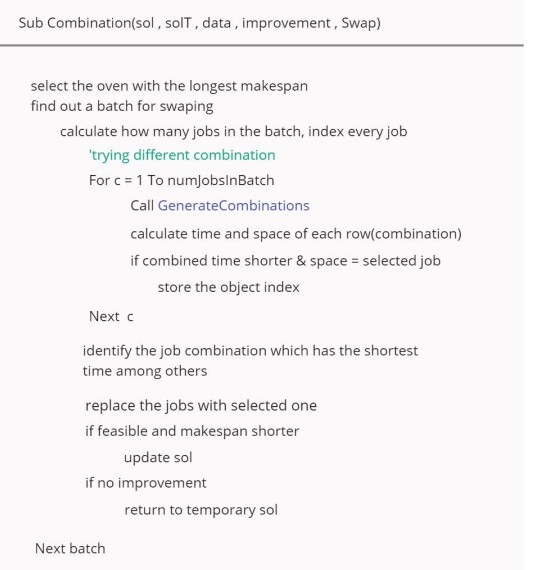 Sub Combination(sol , solT , data , improvement , Swap)
select the oven with the longest makespan
find out a batch for swaping
calculate how many jobs in the batch, index every job
'trying different combination
For c = 1 To numJobsInBatch
Call GenerateCombinations
calculate time and space of each row(combination)
if combined time shorter & space = selected job
store the object index
Next c
identify the job combination which has the shortest
time among others
replace the jobs with selected one
if feasible and makespan shorter
update sol
if no improvement
return to temporary sol
Next batch